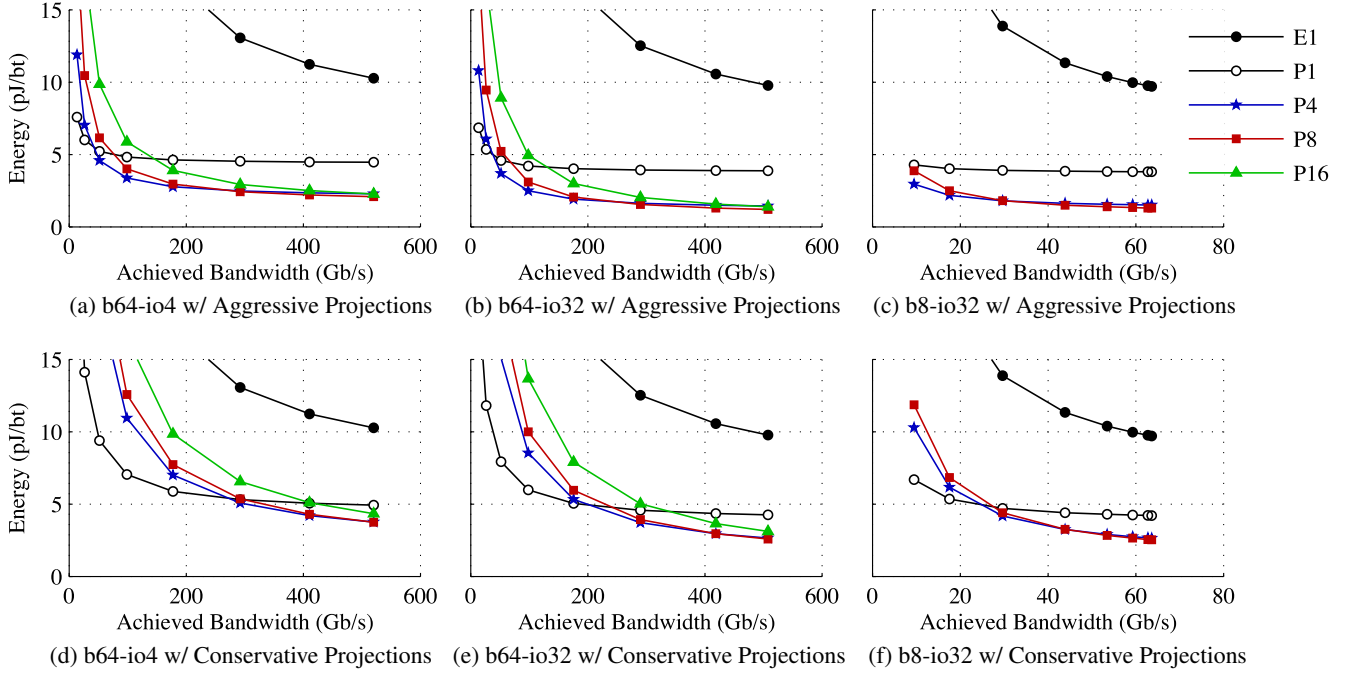 15
10
5
0
Energy (pJ/bt)
0 200 400 600
Achieved Bandwidth (Gb/s)
(a) b64-io4 w/ Aggressive Projections
0 200 400 600
Achieved Bandwidth (Gb/s)
(b) b64-io32 w/ Aggressive Projections
0 20 40 60 80
Achieved Bandwidth (Gb/s)
(c) b8-io32 w/ Aggressive Projections
E1
P1
P4
P8
P16
15
10
5
0
Energy (pJ/bt)
0 200 400 600
Achieved Bandwidth (Gb/s)
(d) b64-io4 w/ Conservative Projections
0 200 400 600
Achieved Bandwidth (Gb/s)
(e) b64-io32 w/ Conservative Projections
0 20 40 60 80
Achieved Bandwidth (Gb/s)
(f) b8-io32 w/ Conservative Projections